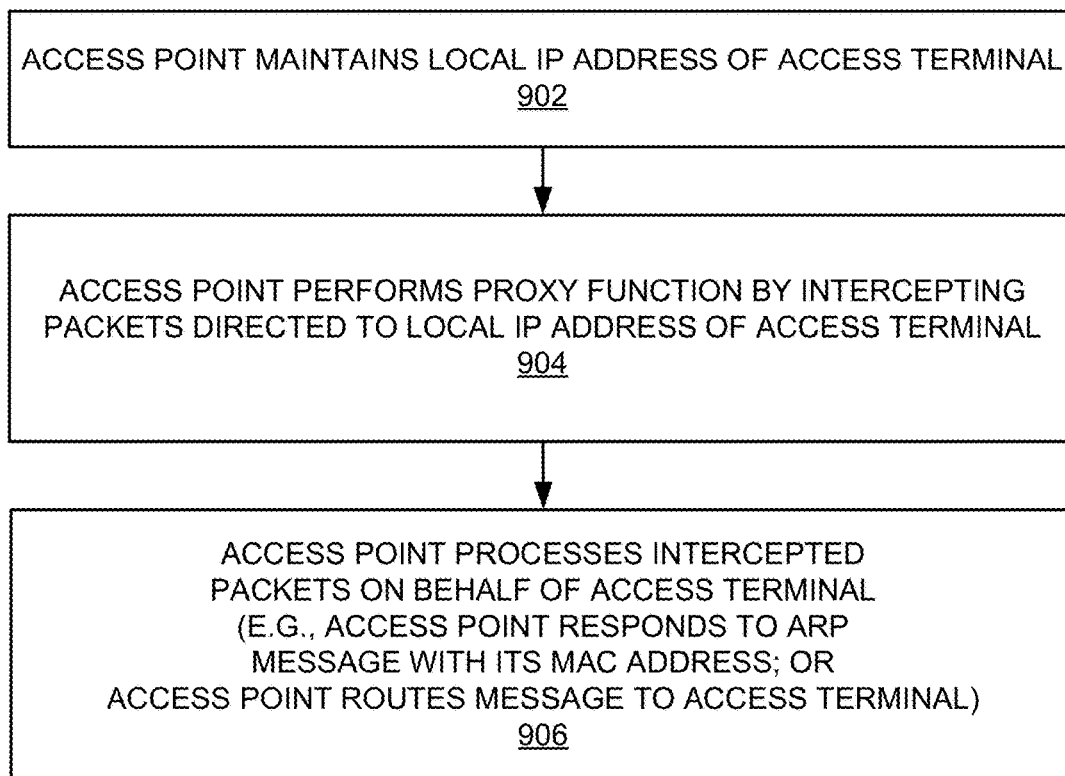 ACCESS POINT MAINTAINS LOCAL IP ADDRESS OF ACCESS TERMINAL
902
ACCESS POINT PERFORMS PROXY FUNCTION BY INTERCEPTING
PACKETS DIRECTED TO LOCAL IP ADDRESS OF ACCESS TERMINAL
904
ACCESS POINT PROCESSES INTERCEPTED
PACKETS ON BEHALF OF ACCESS TERMINAL
(E.G., ACCESS POINT RESPONDS TO ARP
MESSAGE WITH ITS MAC ADDRESS; OR
ACCESS POINT ROUTES MESSAGE TO ACCESS TERMINAL)
906